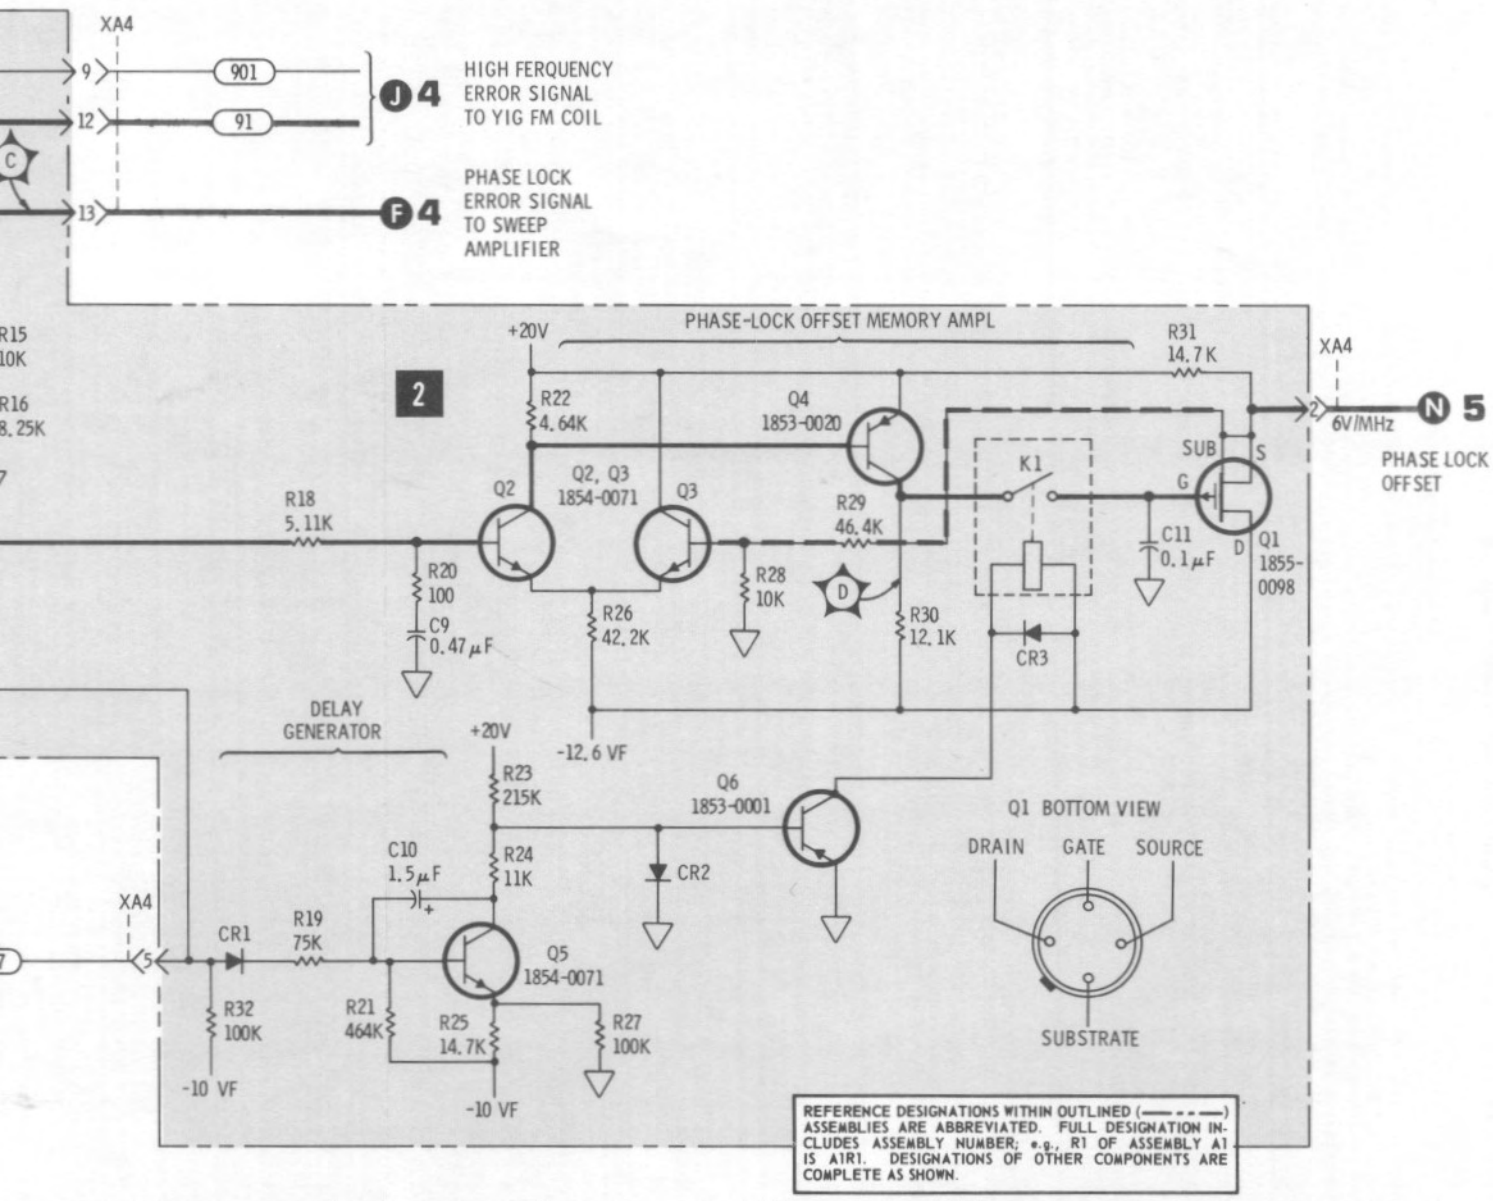 XA4
9
901
J 4
HIGH FERQUENCY
ERROR SIGNAL
TO YIG FM COIL
12
91
C
13
F 4
PHASE LOCK
ERROR SIGNAL
TO SWEEP
AMPLIFIER
R15
10K
R16
8.25K
7
2
+20V
PHASE-LOCK OFFSET MEMORY AMPL
R31
14.7K
XA4
2
6V/MHz
N 5
PHASE LOCK
OFFSET
R22
4.64K
Q4
1853-0020
Q2
Q2, Q3
1854-0071
Q3
R18
5.11K
R29
46.4K
K1
SUB
S
G
D
Q1
1855-
0098
C11
0.1µF
R20
100
C9
0.47µF
R26
42.2K
R28
10K
D
R30
12.1K
CR3
-12.6 VF
DELAY
GENERATOR
+20V
R23
215K
Q6
1853-0001
C10
1.5µF
+
R24
11K
CR2
Q1 BOTTOM VIEW
DRAIN
GATE
SOURCE
SUBSTRATE
XA4
7
5
CR1
R19
75K
Q5
1854-0071
R32
100K
R21
464K
R25
14.7K
R27
100K
-10 VF
-10 VF
REFERENCE DESIGNATIONS WITHIN OUTLINED (—--—)
ASSEMBLIES ARE ABBREVIATED. FULL DESIGNATION IN-
CLUDES ASSEMBLY NUMBER; e.g., R1 OF ASSEMBLY A1
IS A1R1. DESIGNATIONS OF OTHER COMPONENTS ARE
COMPLETE AS SHOWN.